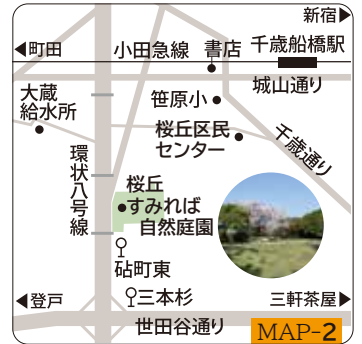 新宿▶
◀町田
小田急線
書店
千歳船橋駅
城山通り
大蔵
給水所
笹原小
桜丘区民
センター
千歳通り
環状八号線
桜丘
すみれば
自然庭園
砧町東
三本杉
◀登戸
三軒茶屋▶
世田谷通り
MAP-2